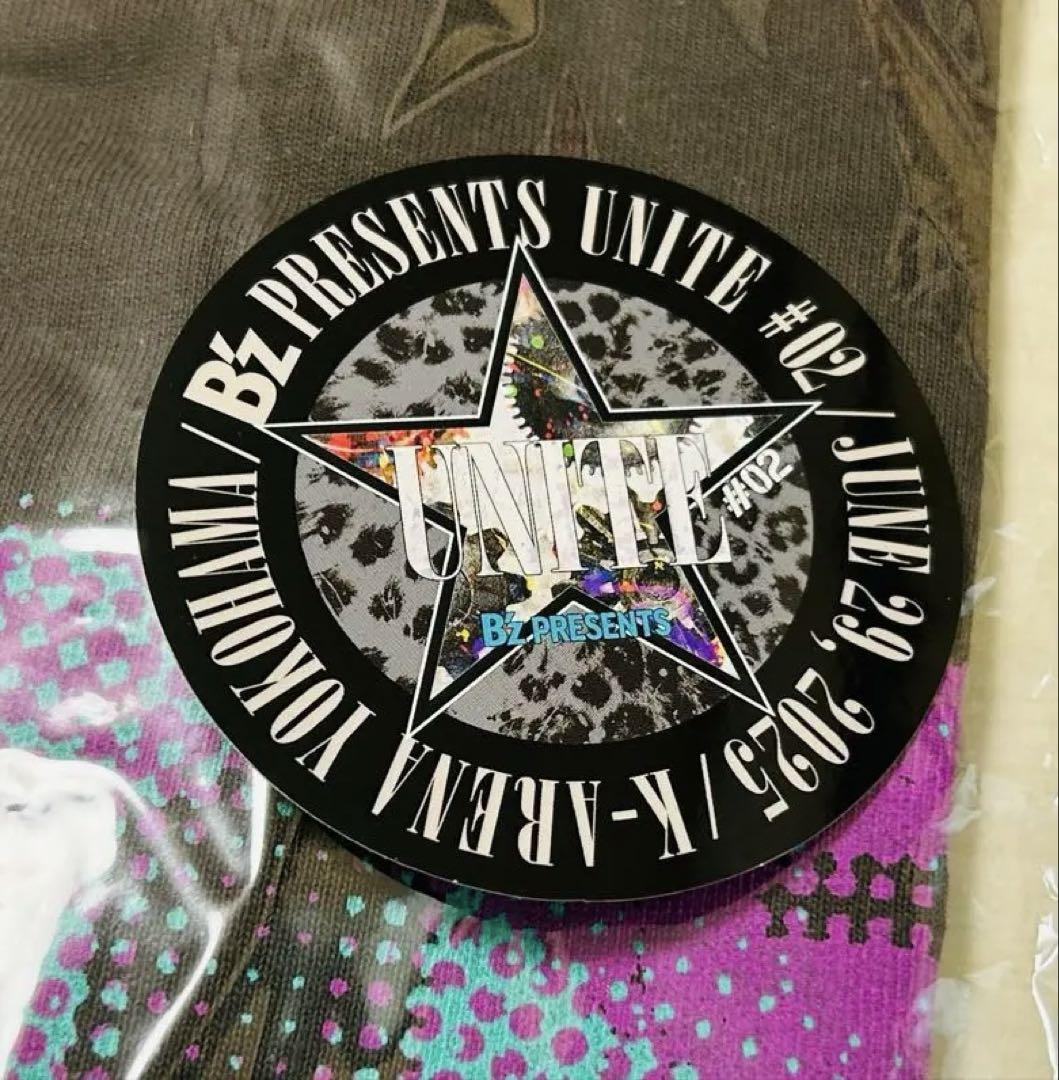 B'z PRESENTS UNITE #02 / JUNE 29, 2025 / K-ARENA YOKOHAMA /
UNITE
#02
B'z PRESENTS